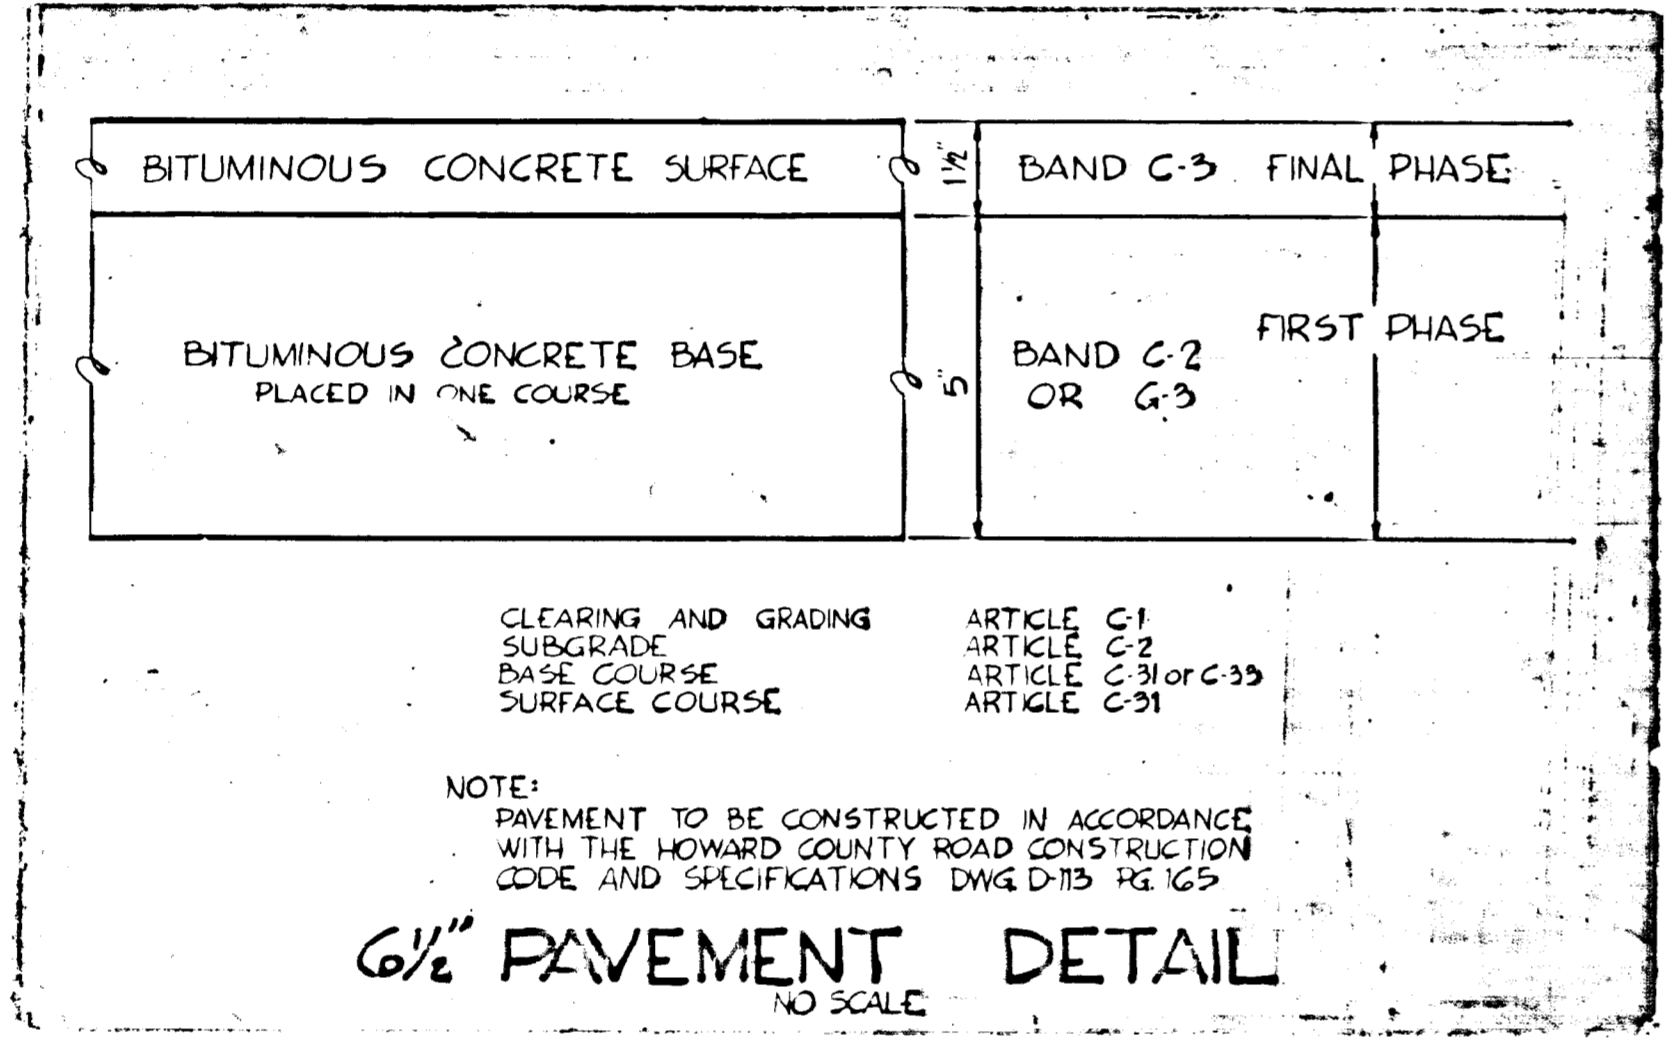 BITUMINOUS CONCRETE SURFACE
1½"
BAND C-3 FINAL PHASE
BITUMINOUS CONCRETE BASE
PLACED IN ONE COURSE
5"
BAND C-2
OR G-3
FIRST PHASE
CLEARING AND GRADING ARTICLE C-1
SUBGRADE ARTICLE C-2
BASE COURSE ARTICLE C-31 or C-33
SURFACE COURSE ARTICLE C-31
NOTE:
PAVEMENT TO BE CONSTRUCTED IN ACCORDANCE
WITH THE HOWARD COUNTY ROAD CONSTRUCTION
CODE AND SPECIFICATIONS DWG. D-113 PG. 165
6½" PAVEMENT DETAIL
NO SCALE